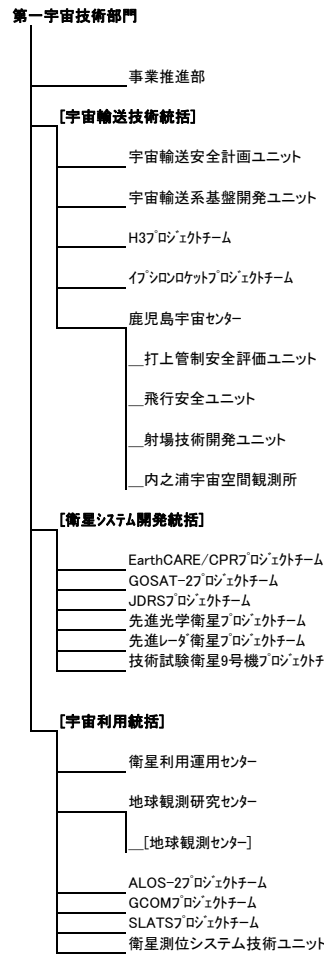 第一宇宙技術部門
事業推進部
[宇宙輸送技術統括]
宇宙輸送安全計画ユニット
宇宙輸送系基盤開発ユニット
H3ﾌﾟﾛｼﾞｪｸﾄﾁｰﾑ
ｲﾌﾟｼﾛﾝﾛｹｯﾄﾌﾟﾛｼﾞｪｸﾄﾁｰﾑ
鹿児島宇宙ｾﾝﾀｰ
__打上管制安全評価ユニット
__飛行安全ユニット
__射場技術開発ユニット
__内之浦宇宙空間観測所
[衛星ｼｽﾃﾑ開発統括]
EarthCARE/CPRﾌﾟﾛｼﾞｪｸﾄﾁｰﾑ
GOSAT-2ﾌﾟﾛｼﾞｪｸﾄﾁｰﾑ
JDRSﾌﾟﾛｼﾞｪｸﾄﾁｰﾑ
先進光学衛星ﾌﾟﾛｼﾞｪｸﾄﾁｰﾑ
先進ﾚｰﾀﾞ衛星ﾌﾟﾛｼﾞｪｸﾄﾁｰﾑ
技術試験衛星9号機ﾌﾟﾛｼﾞｪｸﾄﾁ
[宇宙利用統括]
衛星利用運用ｾﾝﾀｰ
地球観測研究ｾﾝﾀｰ
__[地球観測ｾﾝﾀｰ]
ALOS-2ﾌﾟﾛｼﾞｪｸﾄﾁｰﾑ
GCOMﾌﾟﾛｼﾞｪｸﾄﾁｰﾑ
SLATSﾌﾟﾛｼﾞｪｸﾄﾁｰﾑ
衛星測位システム技術ユニット